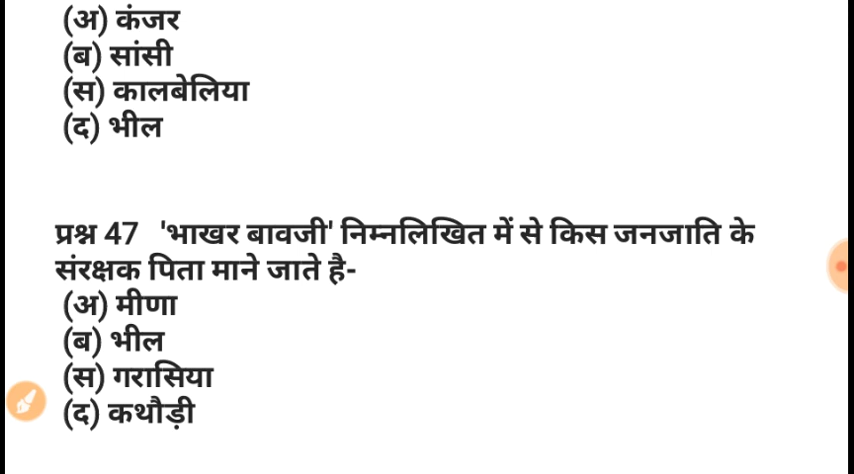 (अ) कंजर
(ब) सांसी
(स) कालबेलिया
(द) भील
प्रश्न 47 'भाखर बावजी' निम्नलिखित में से किस जनजाति के
संरक्षक पिता माने जाते है-
(अ) मीणा
(ब) भील
(स) गरासिया
(द) कथौड़ी